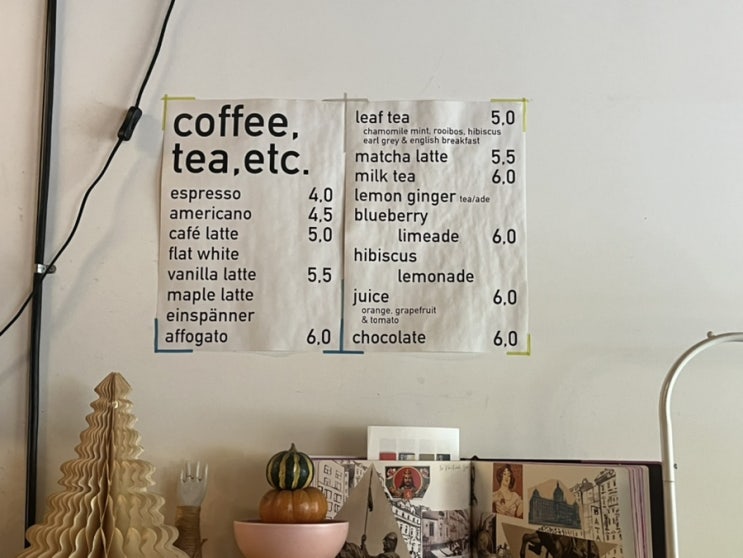 coffee,
tea,etc.
espresso 4,0
americano 4,5
café latte 5,0
flat white
vanilla latte 5,5
maple latte
einspänner
affogato 6,0
leaf tea 5,0
chamomile mint, rooibos, hibiscus
earl grey & english breakfast
matcha latte 5,5
milk tea 6,0
lemon ginger tea/ade
blueberry
limeade 6,0
hibiscus
lemonade
juice 6,0
orange, grapefruit
& tomato
chocolate 6,0